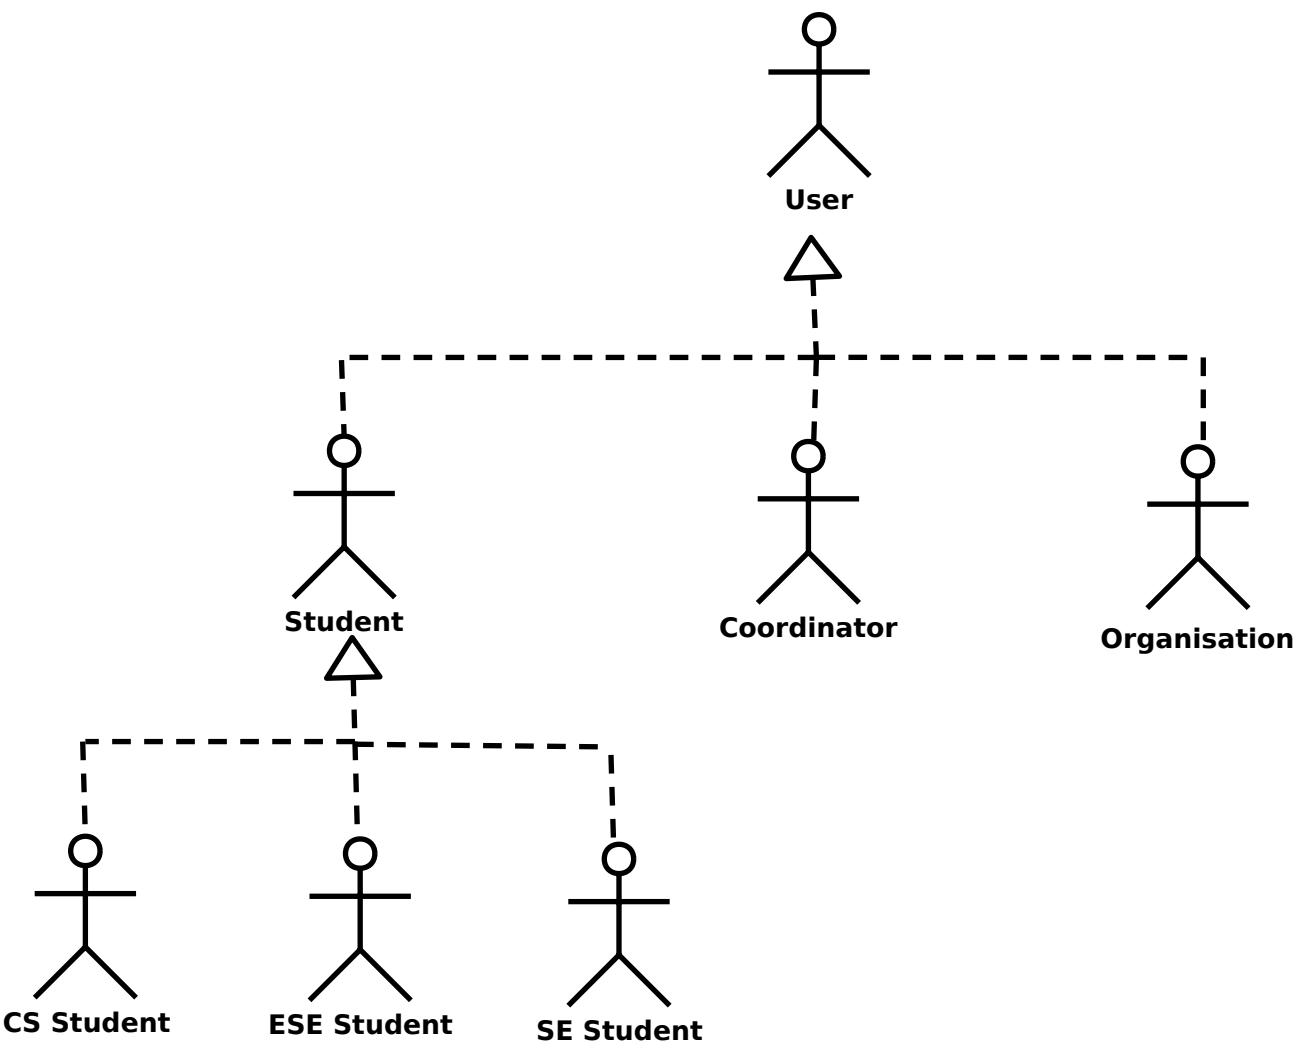 User
Student
Coordinator
Organisation
CS Student
ESE Student
SE Student